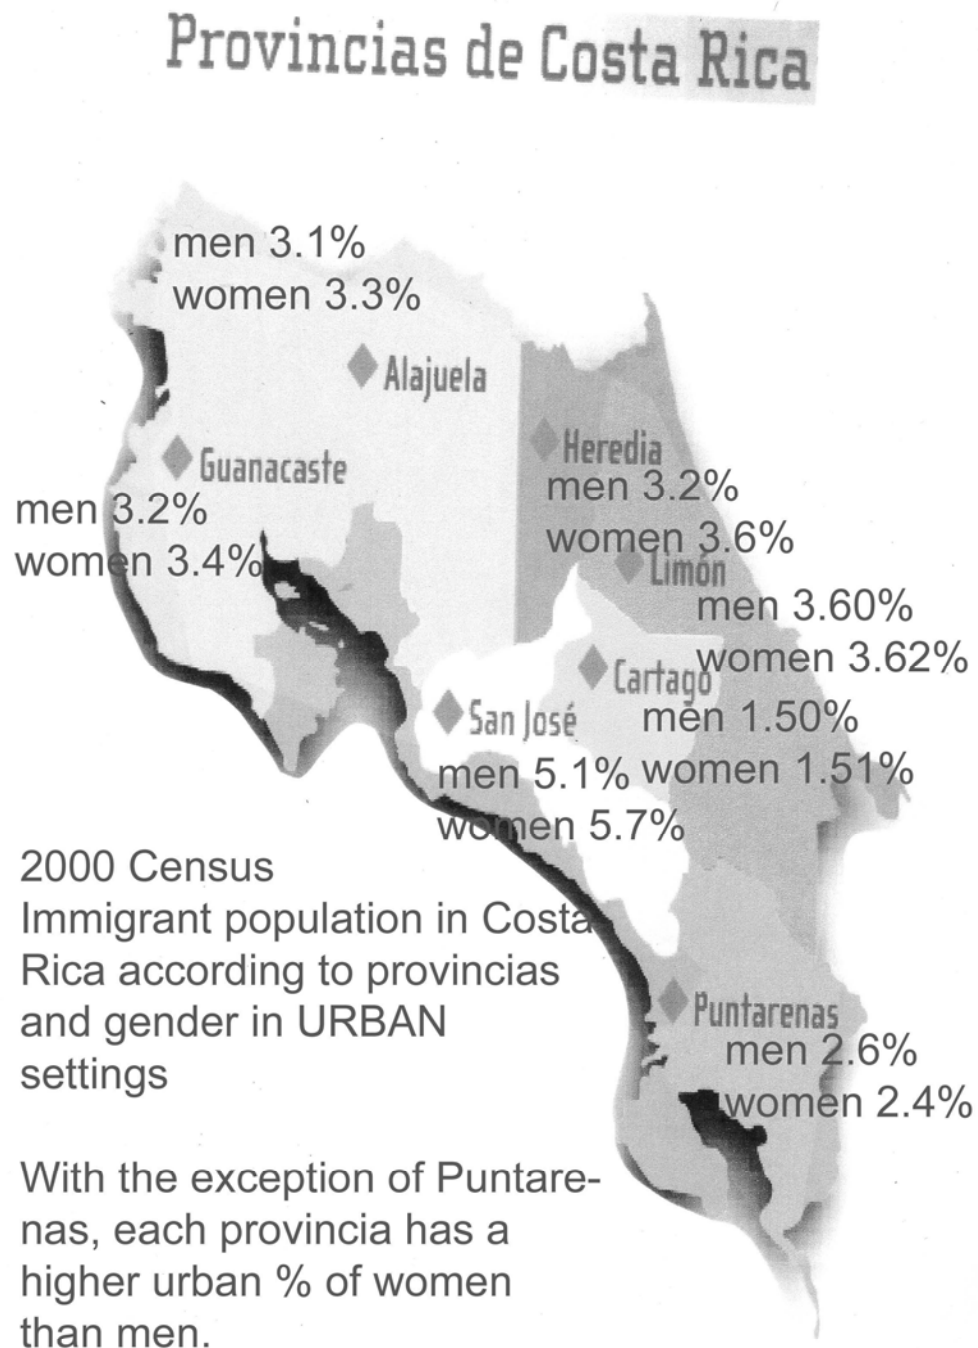 Provincias de Costa Rica
men 3.1%
women 3.3%
Alajuela
Guanacaste
men 3.2%
women 3.4%
Heredia
men 3.2%
women 3.6%
Limón
men 3.60%
women 3.62%
Cartago
men 1.50%
women 1.51%
San José
men 5.1%
women 5.7%
2000 Census
Immigrant population in Costa
Rica according to provincias
and gender in URBAN
settings
Puntarenas
men 2.6%
women 2.4%
With the exception of Puntare-
nas, each provincia has a
higher urban % of women
than men.